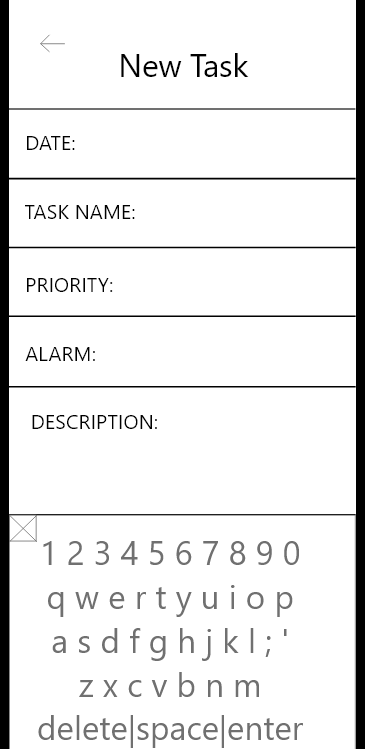 New Task
DATE:
TASK NAME:
PRIORITY:
ALARM:
DESCRIPTION:
1 2 3 4 5 6 7 8 9 0
q w e r t y u i o p
a s d f g h j k l ; '
z x c v b n m
delete|space|enter